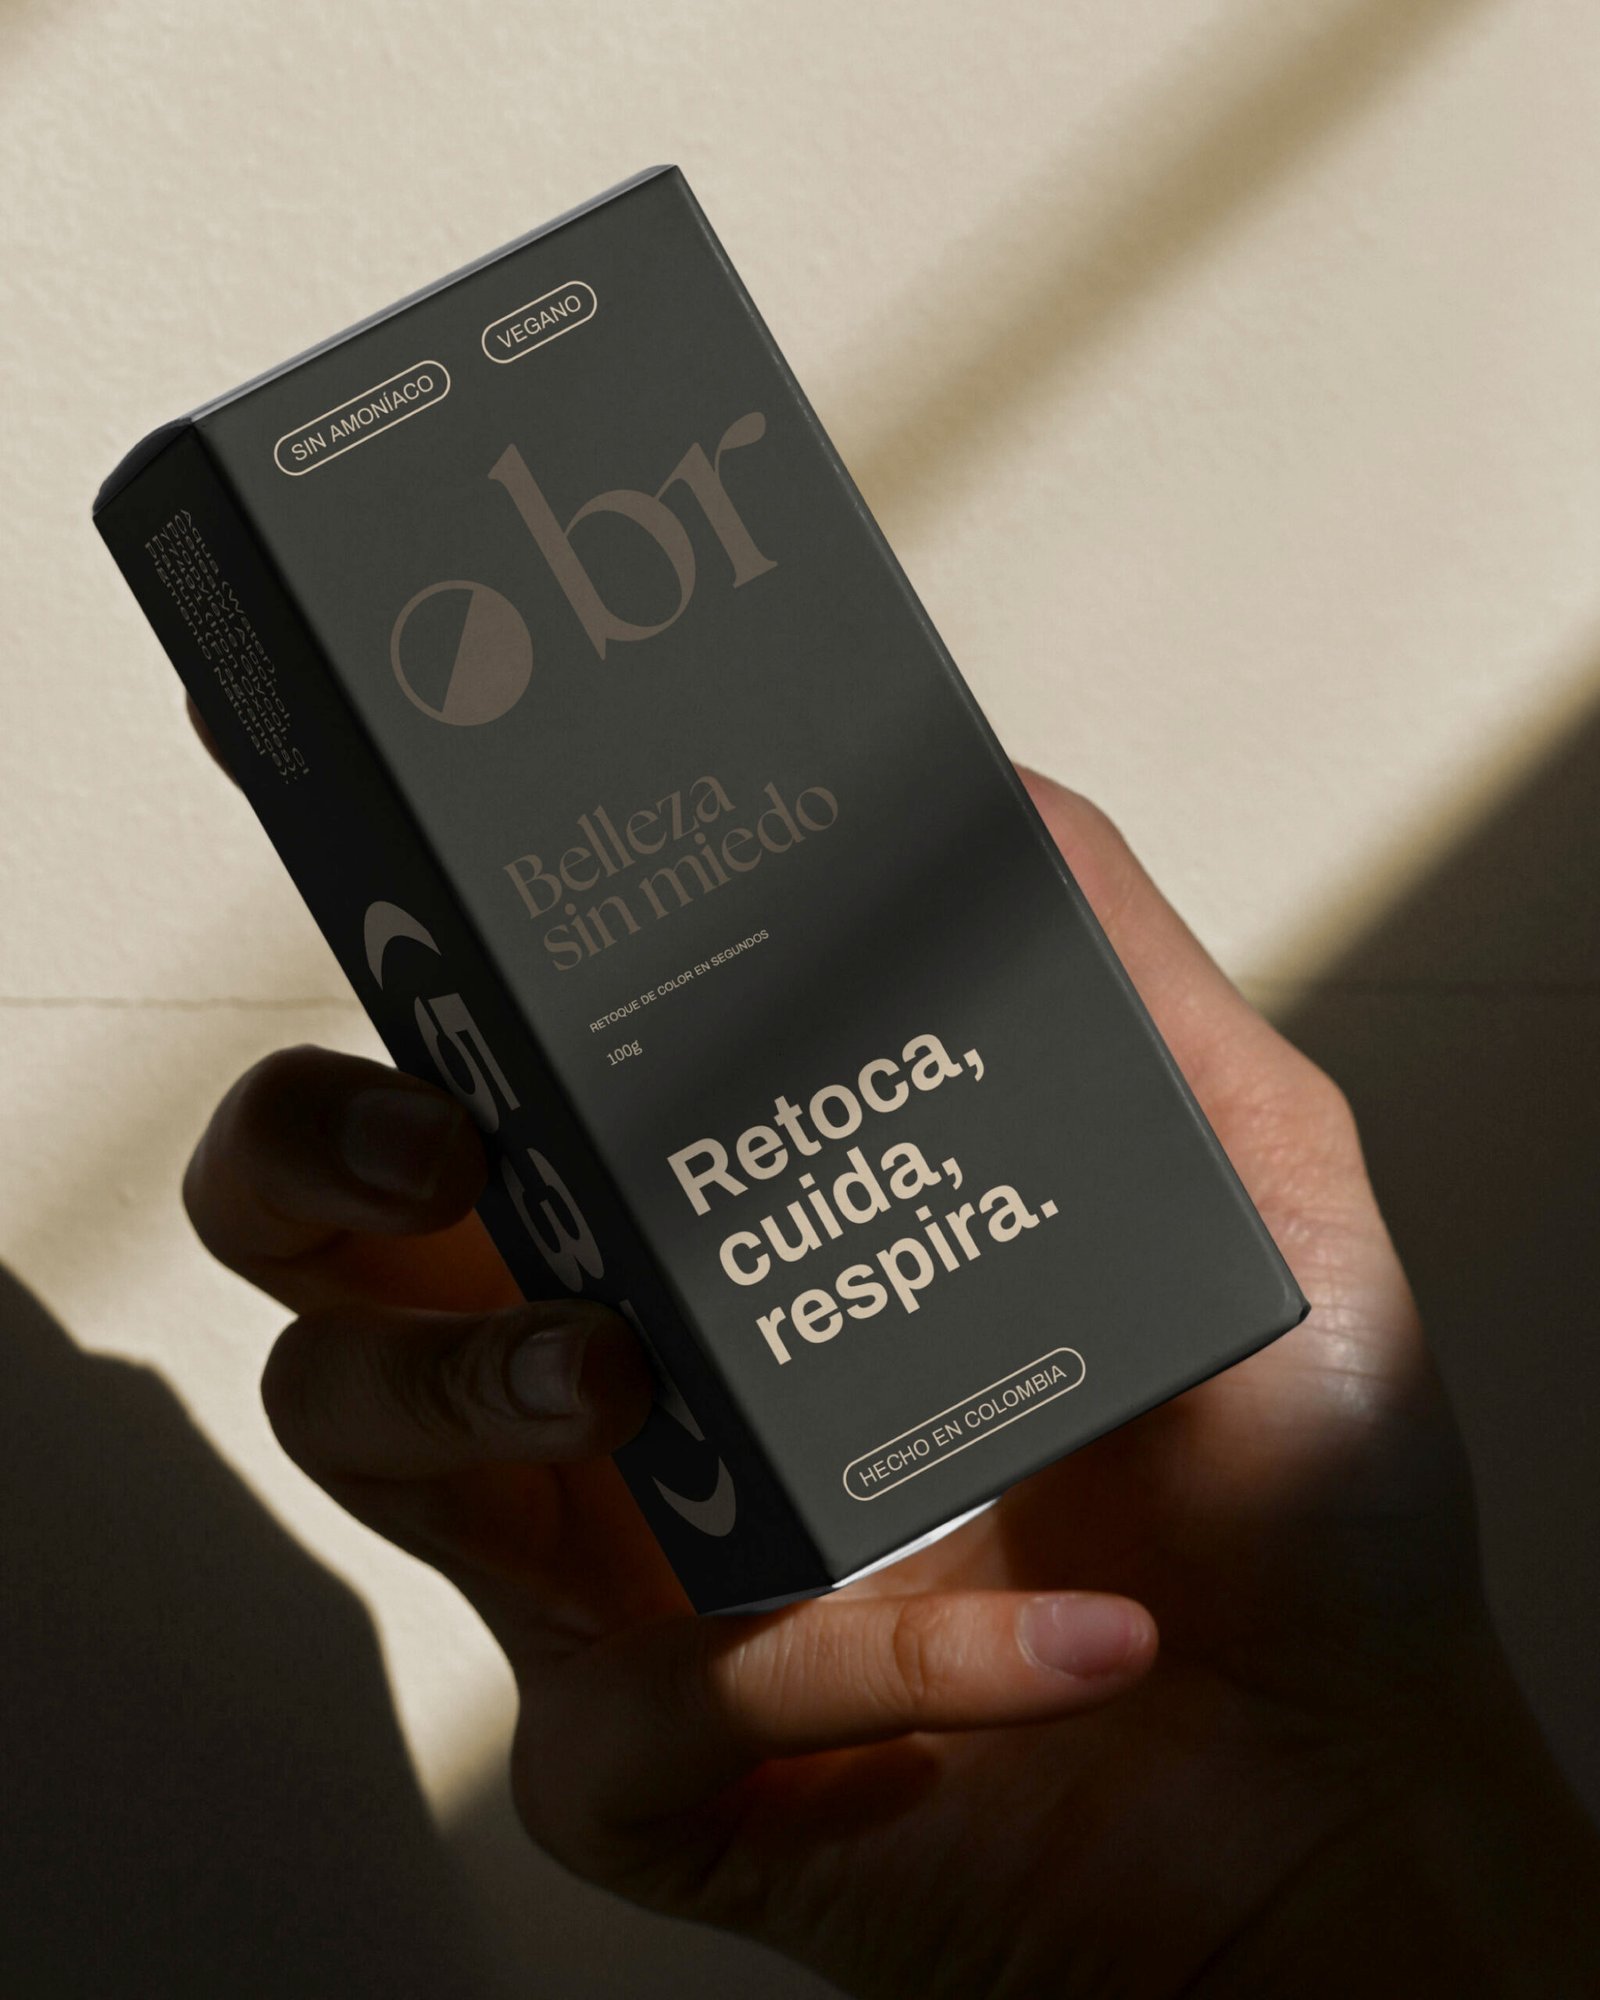 SIN AMONÍACO
VEGANO
br
Belleza
sin miedo
RETOQUE DE COLOR EN SEGUNDOS
100g
Retoca,
cuida,
respira.
HECHO EN COLOMBIA